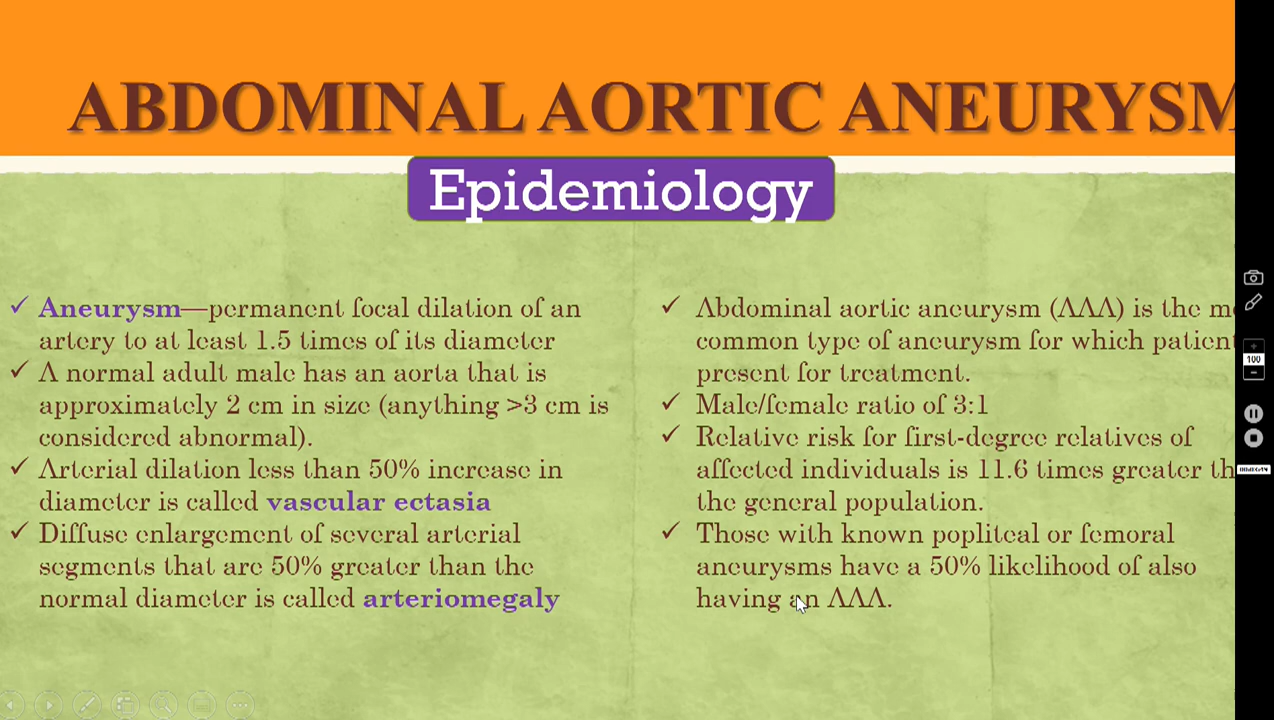 ABDOMINAL AORTIC ANEURYSM
Epidemiology
✓ Aneurysm—permanent focal dilation of an
artery to at least 1.5 times of its diameter
✓ A normal adult male has an aorta that is
approximately 2 cm in size (anything >3 cm is
considered abnormal).
✓ Arterial dilation less than 50% increase in
diameter is called vascular ectasia
✓ Diffuse enlargement of several arterial
segments that are 50% greater than the
normal diameter is called arteriomegaly
✓ Abdominal aortic aneurysm (AAA) is the mo
common type of aneurysm for which patient
present for treatment.
✓ Male/female ratio of 3:1
✓ Relative risk for first-degree relatives of
affected individuals is 11.6 times greater th
the general population.
✓ Those with known popliteal or femoral
aneurysms have a 50% likelihood of also
having an AAA.
100